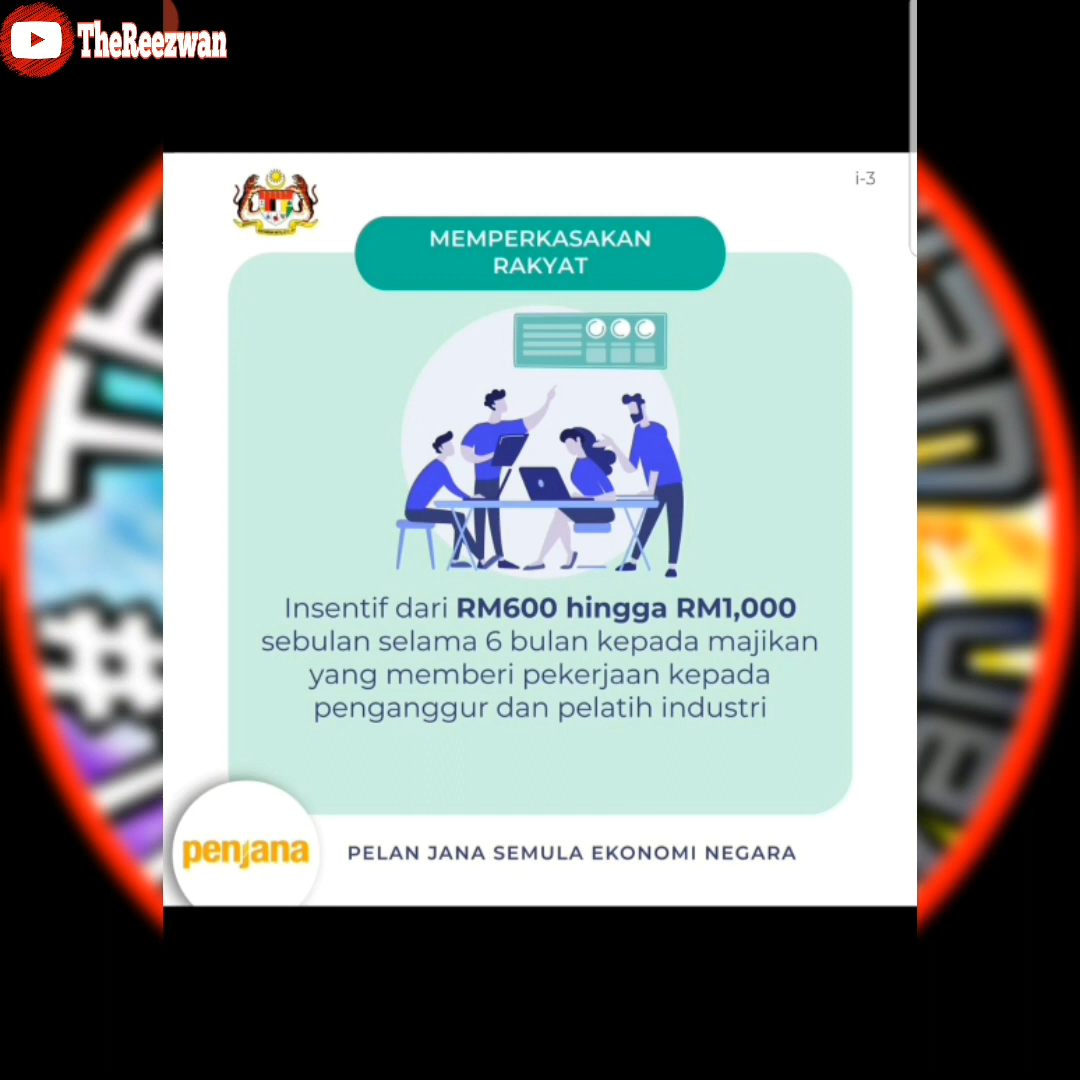 TheReezwan
i-3
MEMPERKASAKAN
RAKYAT
Insentif dari RM600 hingga RM1,000
sebulan selama 6 bulan kepada majikan
yang memberi pekerjaan kepada
penganggur dan pelatih industri
penjana
PELAN JANA SEMULA EKONOMI NEGARA